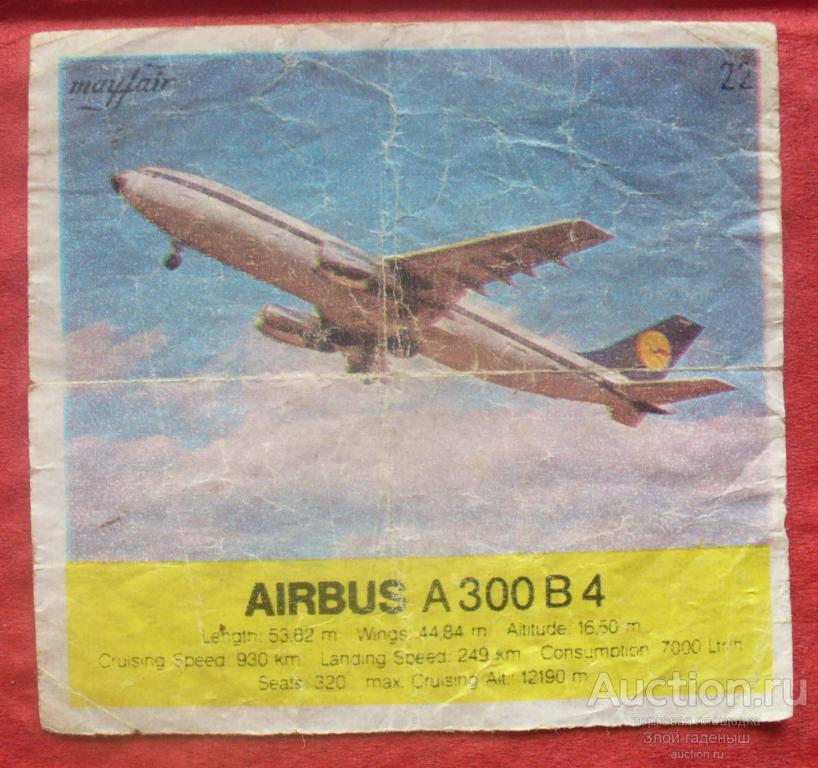 mayfair
22
AIRBUS A300B4
Length: 53.62 m Wings: 44.84 m Altitude: 16.50 m
Cruising Speed: 930 km Landing Speed: 249 km Consumption 7000 Ltr/h
Seats: 320 max. Cruising Alt.: 12190 m
Auction.ru
торговая площадка
Злой гаденыш
auction.ru